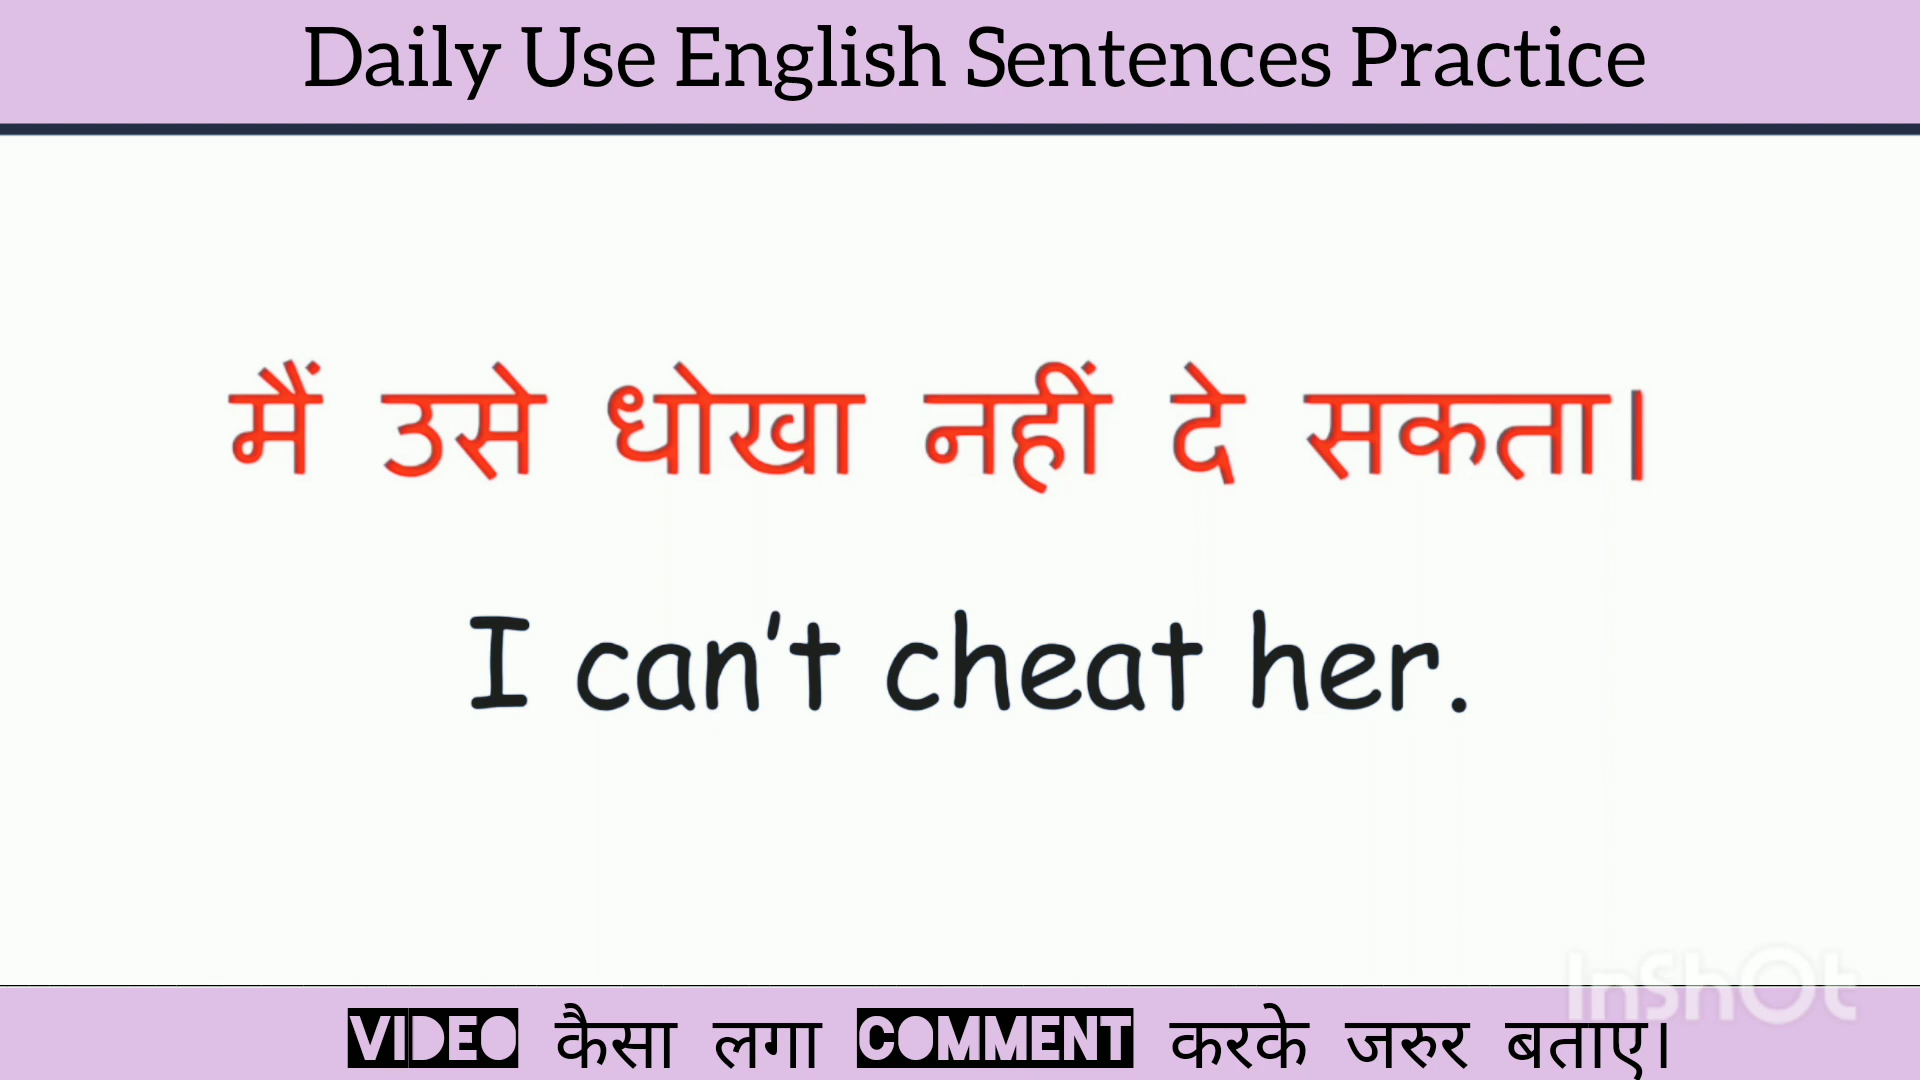 Daily Use English Sentences Practice
मैं उसे धोखा नहीं दे सकता।
I can't cheat her.
InShOt
VIDEO कैसा लगा COMMENT करके जरुर बताए।